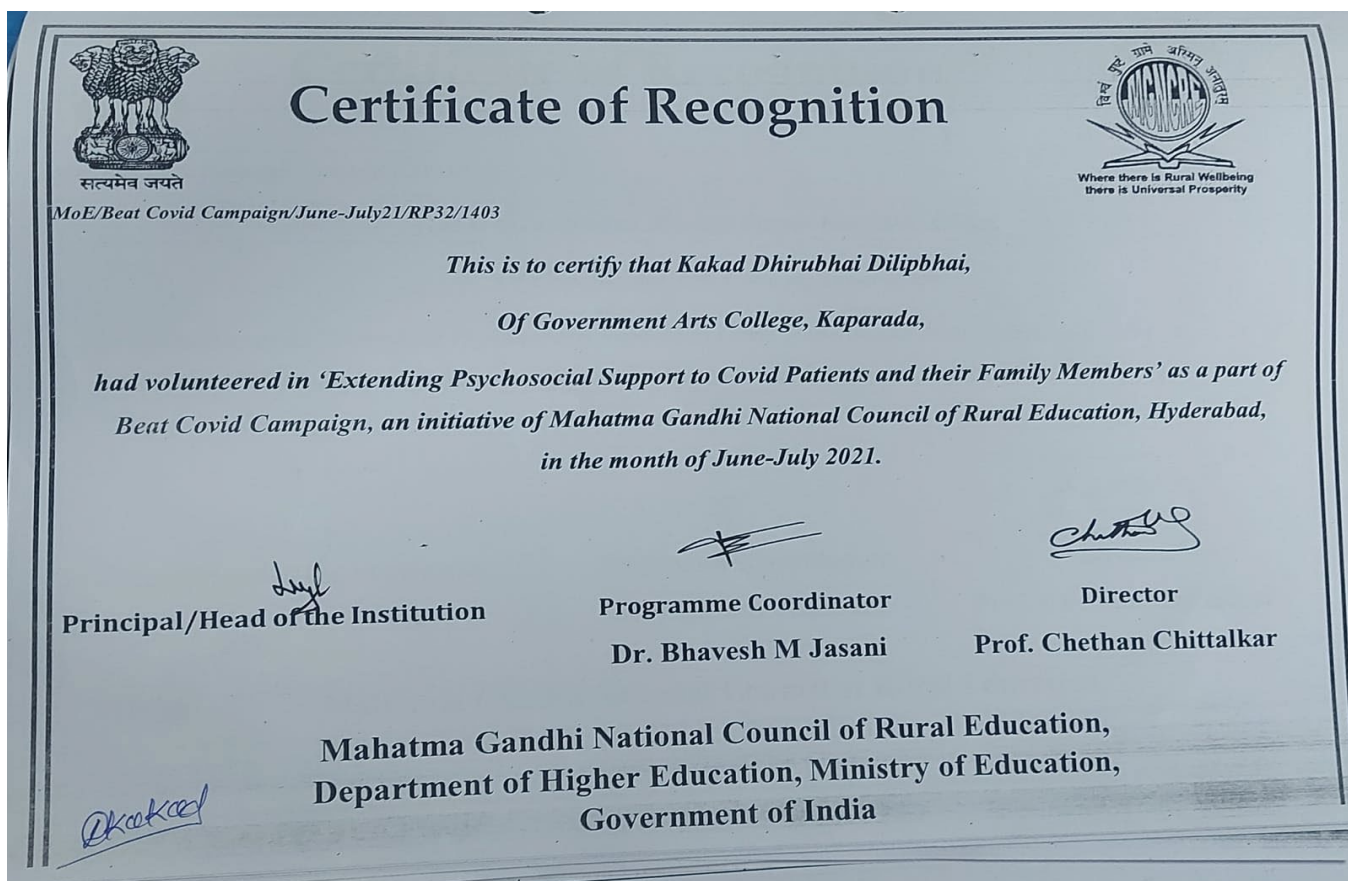 Certificate of Recognition
सत्यमेव जयते
विश्वं पुष्टं ग्रामे अस्मिन् अनातुरम्
MGNCRE
Where there is Rural Wellbeing
there is Universal Prosperity
MoE/Beat Covid Campaign/June-July21/RP32/1403
This is to certify that Kakad Dhirubhai Dilipbhai,
Of Government Arts College, Kaparada,
had volunteered in ‘Extending Psychosocial Support to Covid Patients and their Family Members’ as a part of
Beat Covid Campaign, an initiative of Mahatma Gandhi National Council of Rural Education, Hyderabad,
in the month of June-July 2021.
Principal/Head of the Institution
Programme Coordinator
Dr. Bhavesh M Jasani
Director
Prof. Chethan Chittalkar
Mahatma Gandhi National Council of Rural Education,
Department of Higher Education, Ministry of Education,
Government of India
Dkakad